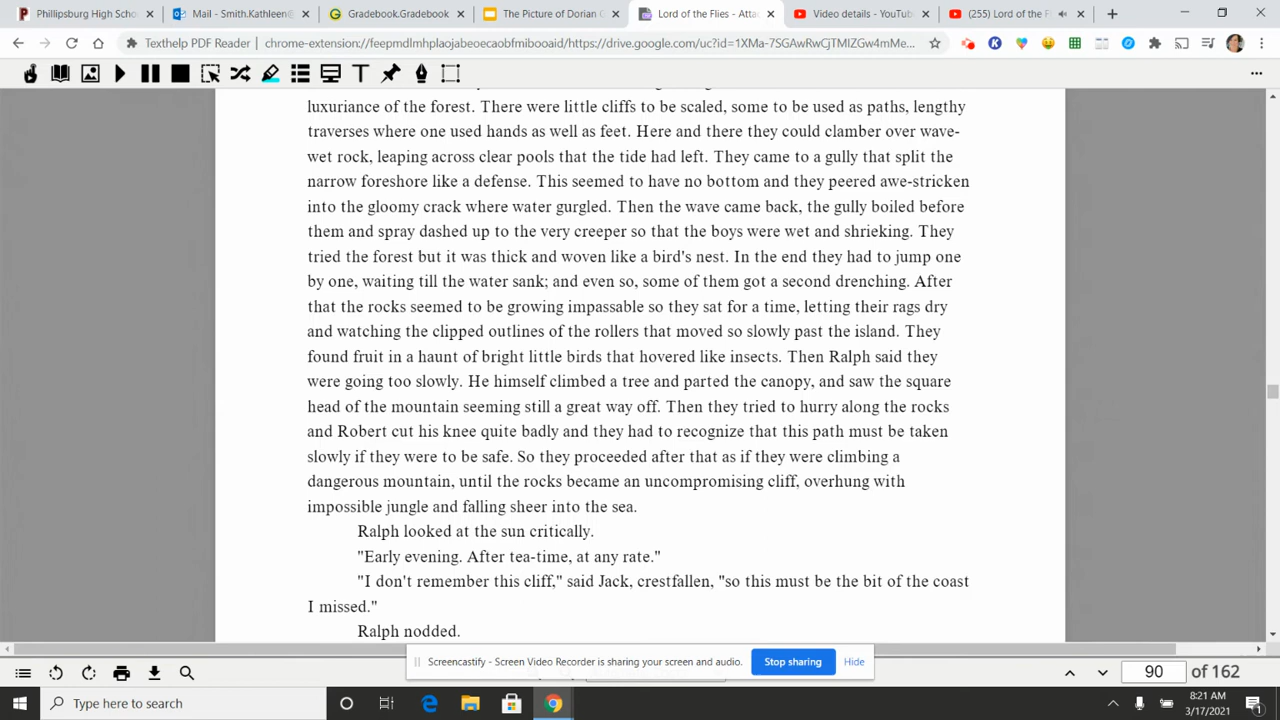 Phillipsburg High School
Mail - Smith.Kathleen@
Gradebook.Gradebook
The Picture of Dorian G
Lord of the Flies - Attac
Video details - YouTu
(255) Lord of the F
Texthelp PDF Reader | chrome-extension://feepmdlmhplaojabeoecaobfmibooaid/https://drive.google.com/uc?id=1XMa-7SGAwRwCjTMIZGw4mMe...
luxuriance of the forest. There were little cliffs to be scaled, some to be used as paths, lengthy
traverses where one used hands as well as feet. Here and there they could clamber over wave-
wet rock, leaping across clear pools that the tide had left. They came to a gully that split the
narrow foreshore like a defense. This seemed to have no bottom and they peered awe-stricken
into the gloomy crack where water gurgled. Then the wave came back, the gully boiled before
them and spray dashed up to the very creeper so that the boys were wet and shrieking. They
tried the forest but it was thick and woven like a bird's nest. In the end they had to jump one
by one, waiting till the water sank; and even so, some of them got a second drenching. After
that the rocks seemed to be growing impassable so they sat for a time, letting their rags dry
and watching the clipped outlines of the rollers that moved so slowly past the island. They
found fruit in a haunt of bright little birds that hovered like insects. Then Ralph said they
were going too slowly. He himself climbed a tree and parted the canopy, and saw the square
head of the mountain seeming still a great way off. Then they tried to hurry along the rocks
and Robert cut his knee quite badly and they had to recognize that this path must be taken
slowly if they were to be safe. So they proceeded after that as if they were climbing a
dangerous mountain, until the rocks became an uncompromising cliff, overhung with
impossible jungle and falling sheer into the sea.
Ralph looked at the sun critically.
"Early evening. After tea-time, at any rate."
"I don't remember this cliff," said Jack, crestfallen, "so this must be the bit of the coast
I missed."
Ralph nodded.
Screencastify - Screen Video Recorder is sharing your screen and audio.
Stop sharing
Hide
90 of 162
Type here to search
8:21 AM
3/17/2021